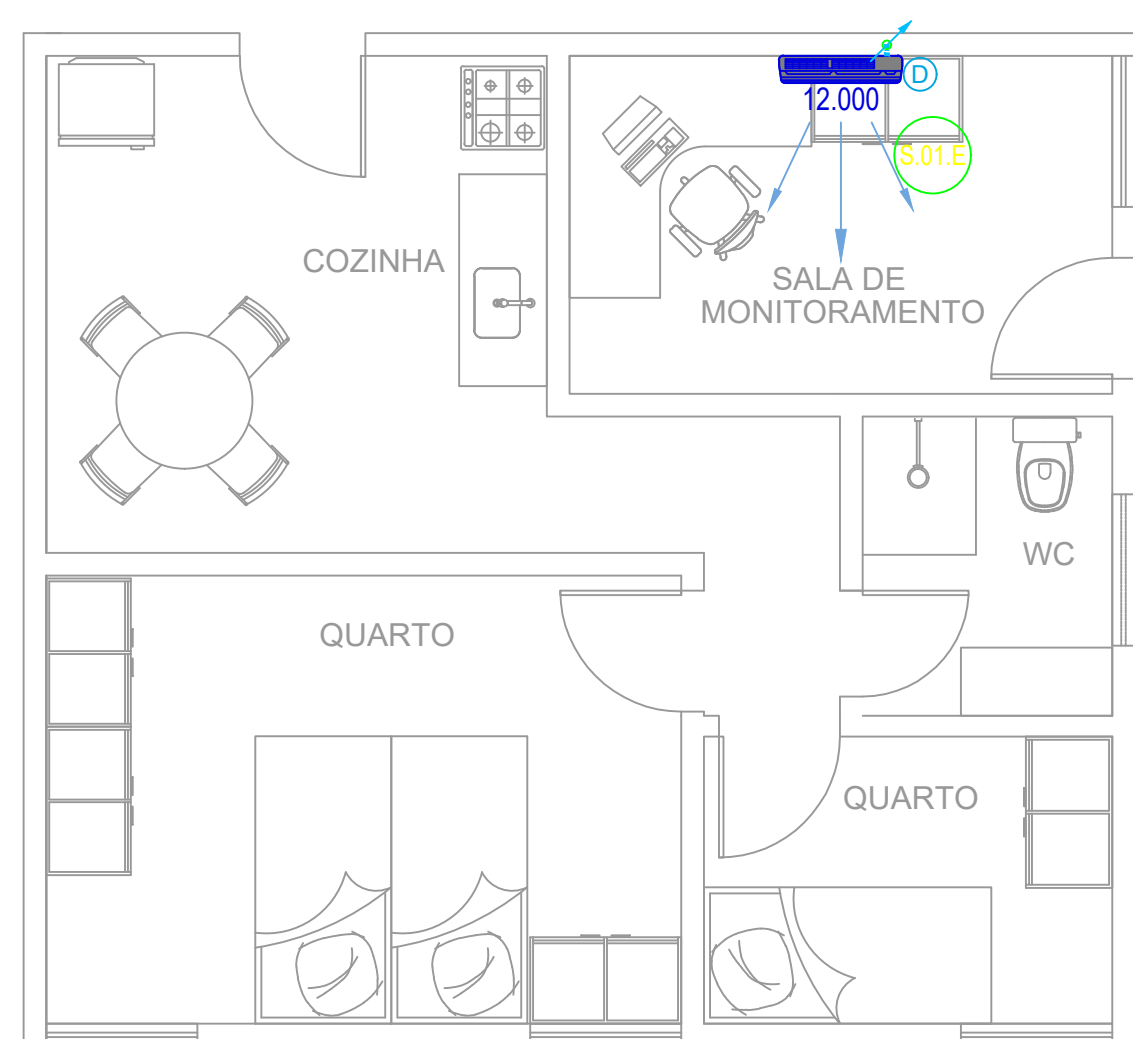 D
12.000
S.01.E
COZINHA
SALA DE
MONITORAMENTO
WC
QUARTO
QUARTO